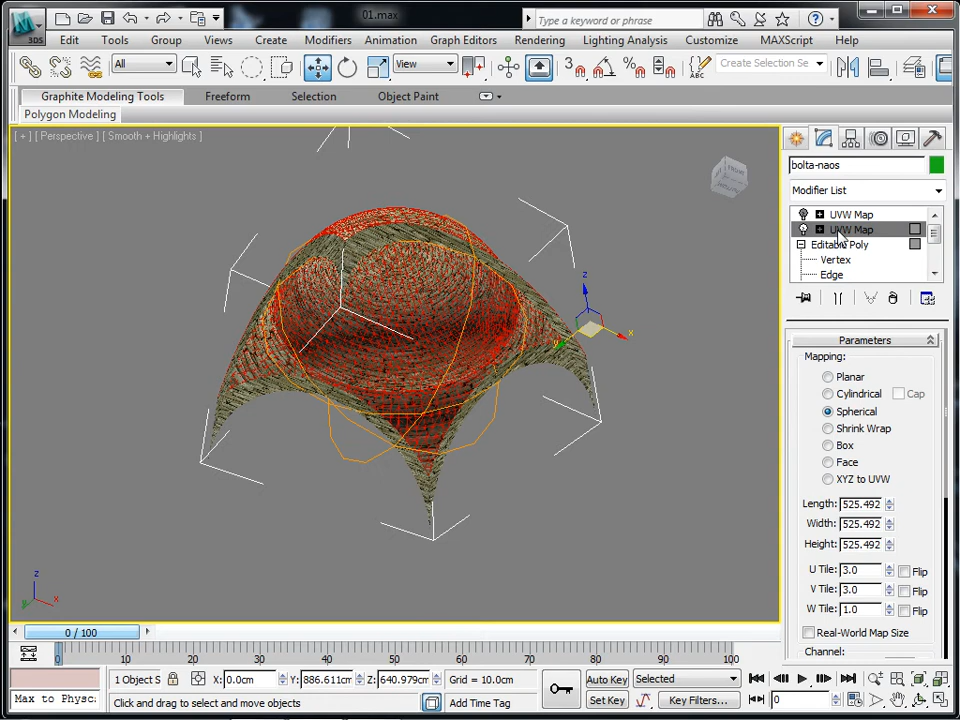 01.max
Type a keyword or phrase
3DS
Edit Tools Group Views Create Modifiers Animation Graph Editors Rendering Lighting Analysis Customize MAXScript Help
All View 3 ABC Create Selection Se
Graphite Modeling Tools Freeform Selection Object Paint
Polygon Modeling
[ + ] [ Perspective ] [ Smooth + Highlights ]
bolta-naos
Modifier List
UVW Map
UVW Map
Editable Poly
Vertex
Edge
Parameters
Mapping:
Planar
Cylindrical Cap
Spherical
Shrink Wrap
Box
Face
XYZ to UVW
Length: 525.492
Width: 525.492
Height: 525.492
U Tile: 3.0 Flip
V Tile: 3.0 Flip
W Tile: 1.0 Flip
Real-World Map Size
Channel:
z
x
y
z
x
y
0 / 100
0 10 20 30 40 50 60 70 80 90 100
1 Object S X: 0.0cm Y: 886.611cm Z: 640.979cm Grid = 10.0cm Auto Key Selected
Max to Physc Click and drag to select and move objects Add Time Tag Set Key Key Filters... 0